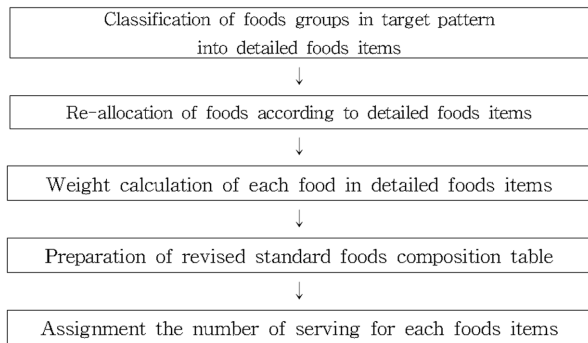 Classification of foods groups in target pattern
into detailed foods items
↓
Re-allocation of foods according to detailed foods items
↓
Weight calculation of each food in detailed foods items
↓
Preparation of revised standard foods composition table
↓
Assignment the number of serving for each foods items